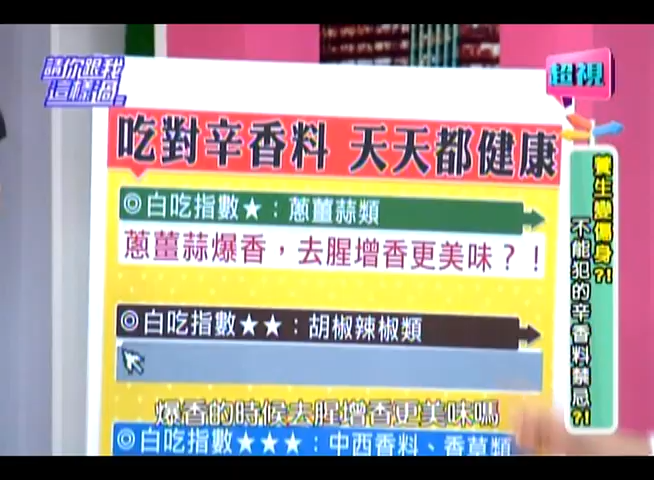 請你跟我
這樣過
超視
吃對辛香料 天天都健康
◎白吃指數★：蔥薑蒜類
蔥薑蒜爆香，去腥增香更美味？！
◎白吃指數★★：胡椒辣椒類
爆香的時候去腥增香更美味嗎
◎白吃指數★★★：中西香料、香草類
養生變傷身?!
不能犯的辛香料禁忌?!